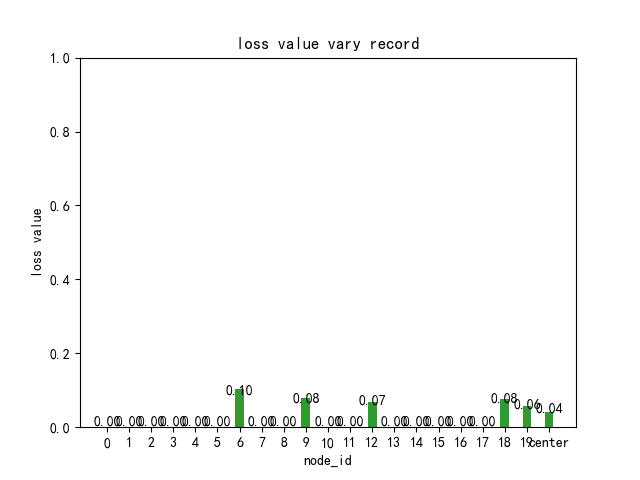 loss value vary record
1.0
0.8
0.6
0.4
0.2
0.0
loss value
0.00 0.00 0.00 0.00 0.00 0.00 0.10 0.00 0.00 0.08 0.00 0.00 0.07 0.00 0.00 0.00 0.00 0.00 0.08 0.06 0.04
0 1 2 3 4 5 6 7 8 9 10 11 12 13 14 15 16 17 18 19 center
node_id